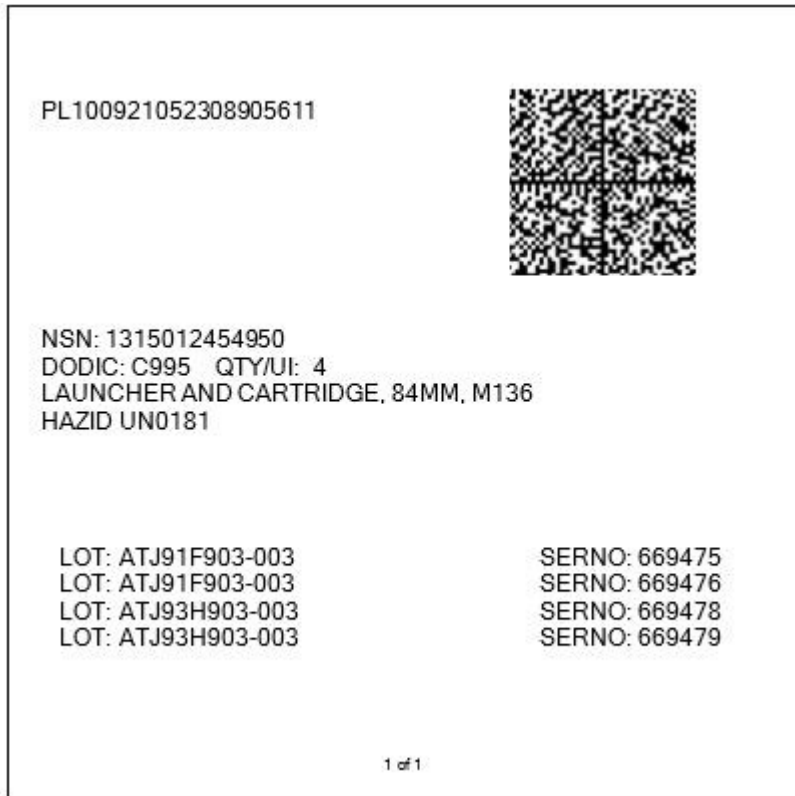 PL100921052308905611
NSN: 1315012454950
DODIC: C995 QTY/UI: 4
LAUNCHER AND CARTRIDGE, 84MM, M136
HAZID UN0181
LOT: ATJ91F903-003 SERNO: 669475
LOT: ATJ91F903-003 SERNO: 669476
LOT: ATJ93H903-003 SERNO: 669478
LOT: ATJ93H903-003 SERNO: 669479
1 of 1